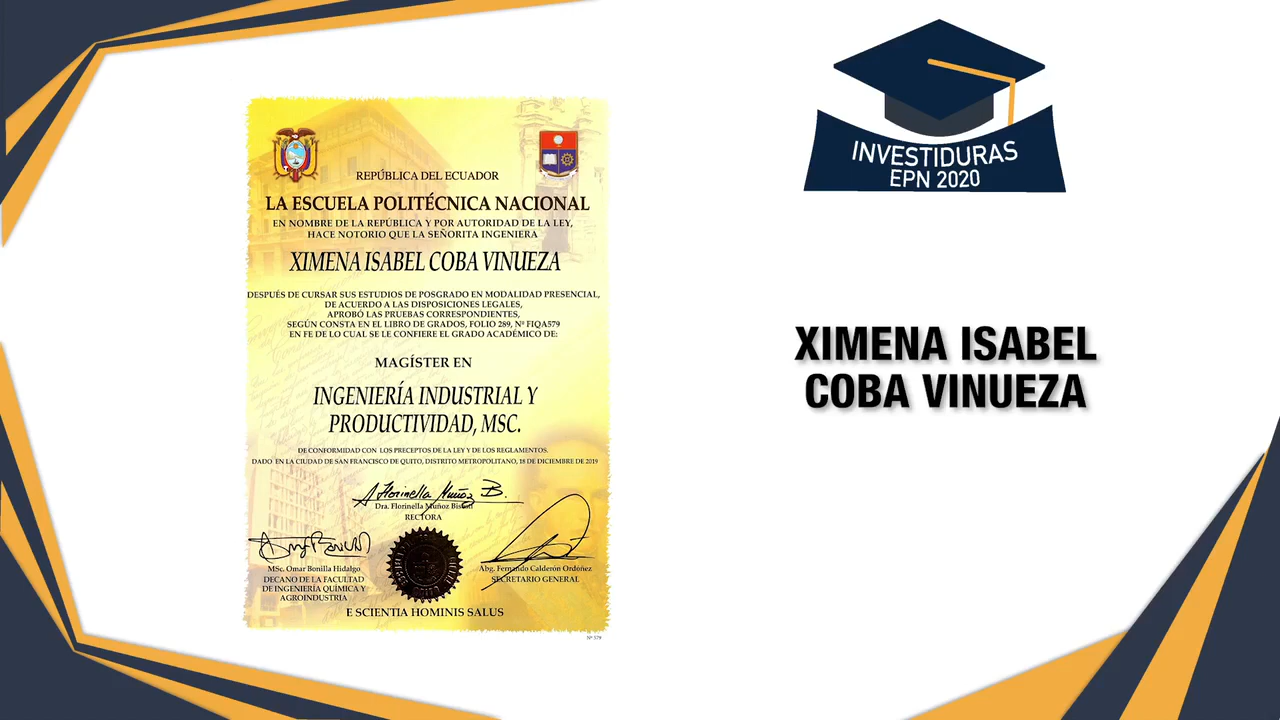 REPÚBLICA DEL ECUADOR
LA ESCUELA POLITÉCNICA NACIONAL
EN NOMBRE DE LA REPÚBLICA Y POR AUTORIDAD DE LA LEY,
HACE NOTORIO QUE LA SEÑORITA INGENIERA
XIMENA ISABEL COBA VINUEZA
DESPUÉS DE CURSAR SUS ESTUDIOS DE POSGRADO EN MODALIDAD PRESENCIAL,
DE ACUERDO A LAS DISPOSICIONES LEGALES,
APROBÓ LAS PRUEBAS CORRESPONDIENTES,
SEGÚN CONSTA EN EL LIBRO DE GRADOS, FOLIO 289, Nº FIQA579
EN FE DE LO CUAL SE LE CONFIERE EL GRADO ACADÉMICO DE:
MAGÍSTER EN
INGENIERÍA INDUSTRIAL Y
PRODUCTIVIDAD, MSC.
DE CONFORMIDAD CON LOS PRECEPTOS DE LA LEY Y DE LOS REGLAMENTOS.
DADO EN LA CIUDAD DE SAN FRANCISCO DE QUITO, DISTRITO METROPOLITANO, 18 DE DICIEMBRE DE 2019
Florinella Muñoz B.
Dra. Florinella Muñoz Bisesti
RECTORA
MSc. Omar Bonilla Hidalgo
DECANO DE LA FACULTAD
DE INGENIERÍA QUÍMICA Y
AGROINDUSTRIA
Abg. Fernando Calderón Ordóñez
SECRETARIO GENERAL
E SCIENTIA HOMINIS SALUS
Nº 579
INVESTIDURAS
EPN 2020
XIMENA ISABEL
COBA VINUEZA